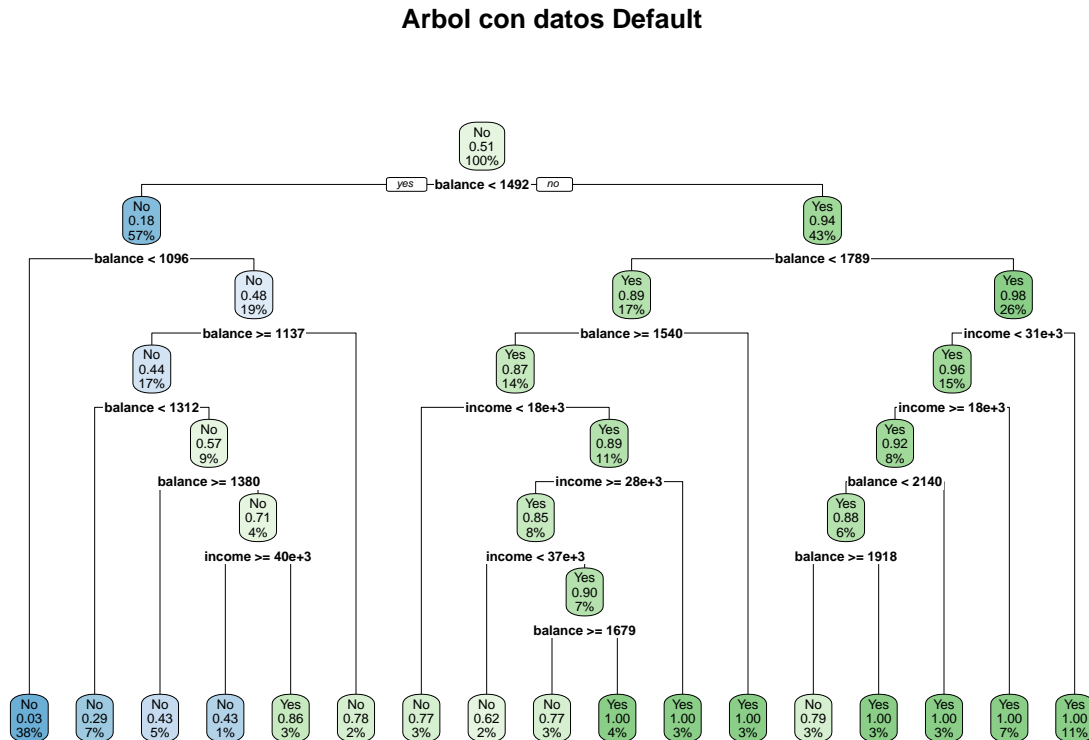 Arbol con datos Default
No
0.51
100%
yes balance < 1492 no
No
0.18
57%
Yes
0.94
43%
balance < 1096
balance < 1789
No
0.48
19%
Yes
0.89
17%
Yes
0.98
26%
balance >= 1137
balance >= 1540
income < 31e+3
No
0.44
17%
Yes
0.87
14%
Yes
0.96
15%
balance < 1312
income < 18e+3
income >= 18e+3
No
0.57
9%
Yes
0.89
11%
Yes
0.92
8%
balance >= 1380
income >= 28e+3
balance < 2140
No
0.71
4%
Yes
0.85
8%
Yes
0.88
6%
income >= 40e+3
income < 37e+3
balance >= 1918
Yes
0.90
7%
balance >= 1679
No
0.03
38%
No
0.29
7%
No
0.43
5%
No
0.43
1%
Yes
0.86
3%
No
0.78
2%
No
0.77
3%
No
0.62
2%
No
0.77
3%
Yes
1.00
4%
Yes
1.00
3%
Yes
1.00
3%
No
0.79
3%
Yes
1.00
3%
Yes
1.00
3%
Yes
1.00
7%
Yes
1.00
11%